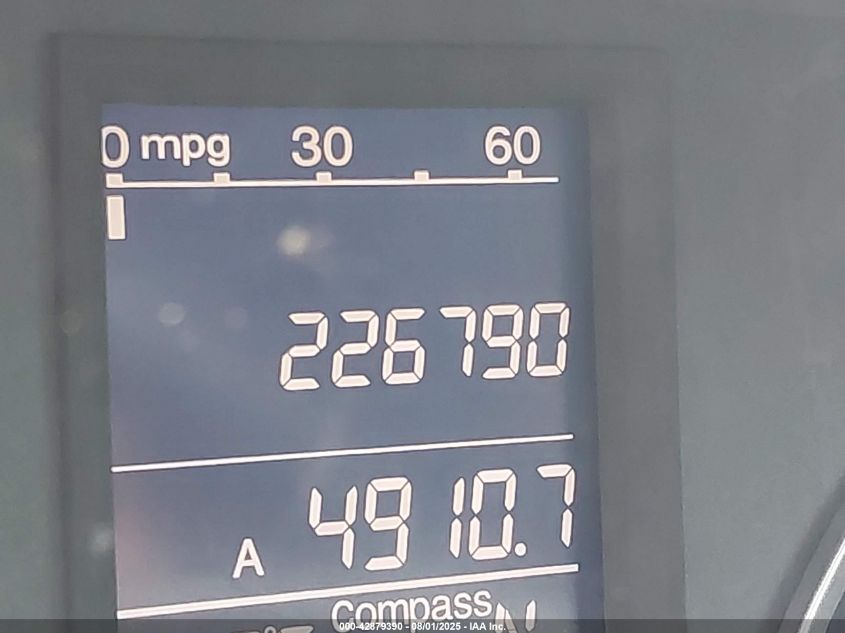 0 mpg 30 60
226790
A 4910.7
Compass
000-42879390 - 08/01/2025 - IAA Inc.